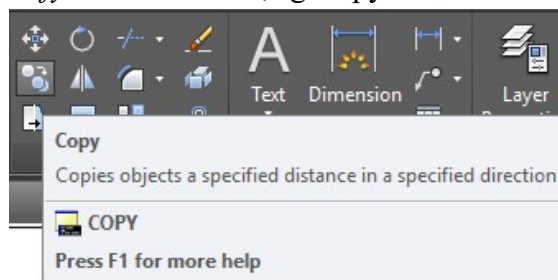 Text
Dimension
Layer
Copy
Copies objects a specified distance in a specified direction
COPY
Press F1 for more help